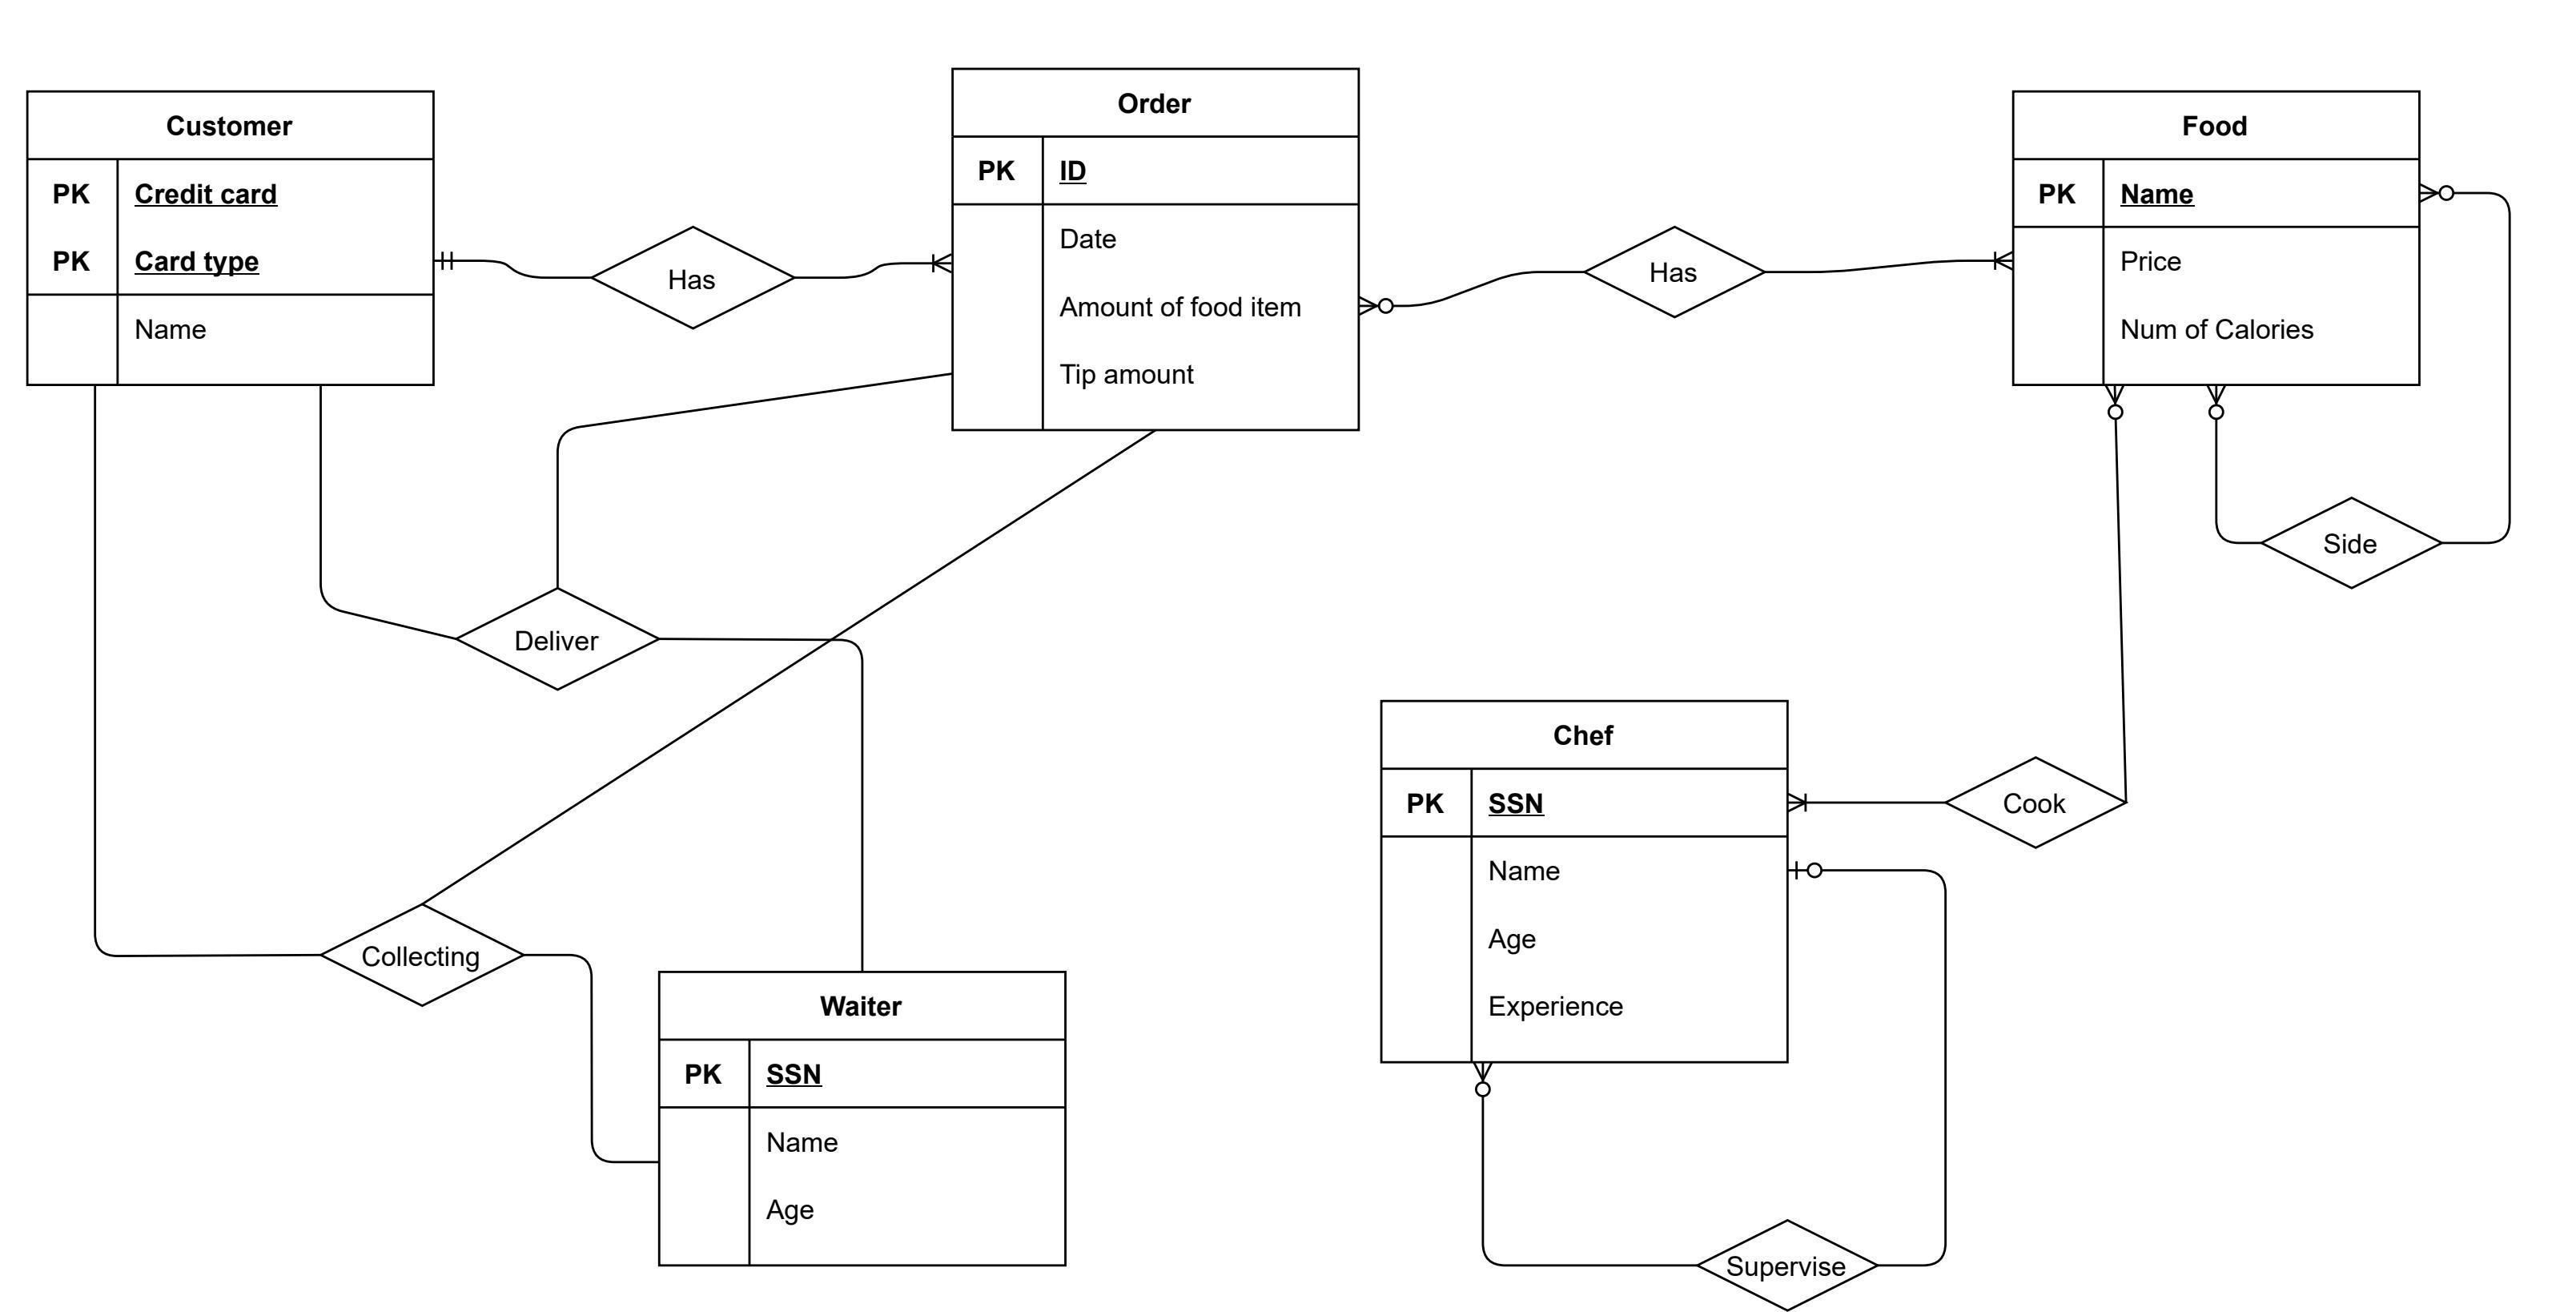 Customer
PK Credit card
PK Card type
Name
Has
Order
PK ID
Date
Amount of food item
Tip amount
Has
Food
PK Name
Price
Num of Calories
Side
Deliver
Chef
PK SSN
Name
Age
Experience
Cook
Collecting
Waiter
PK SSN
Name
Age
Supervise